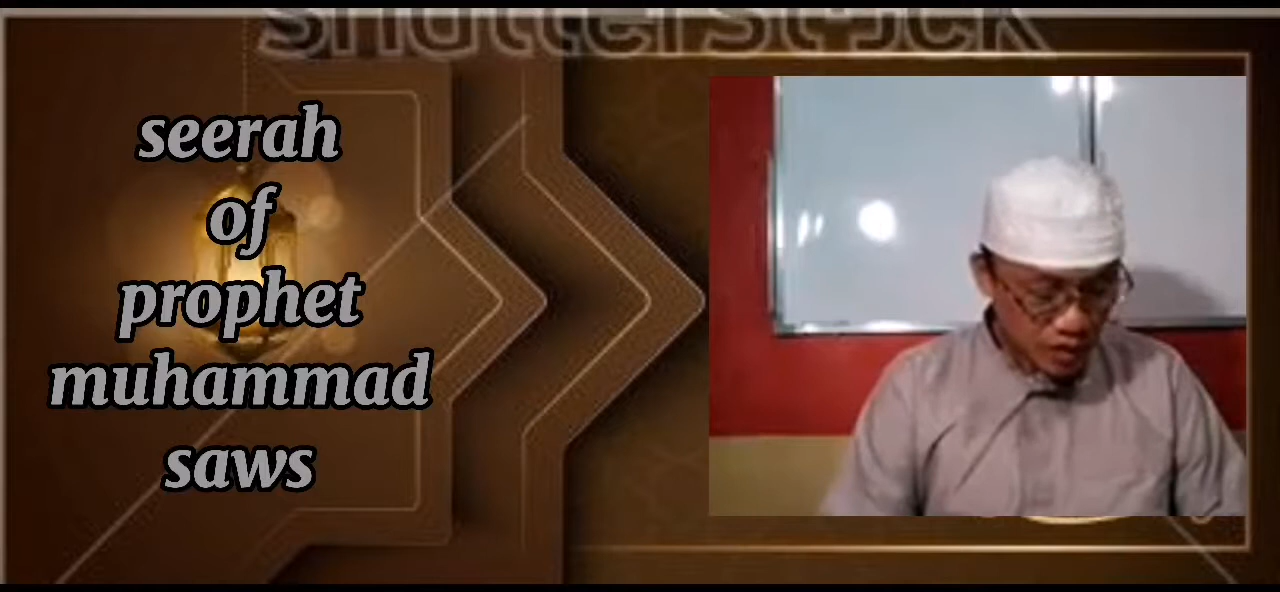 shutterstock
seerah
of
prophet
muhammad
saws